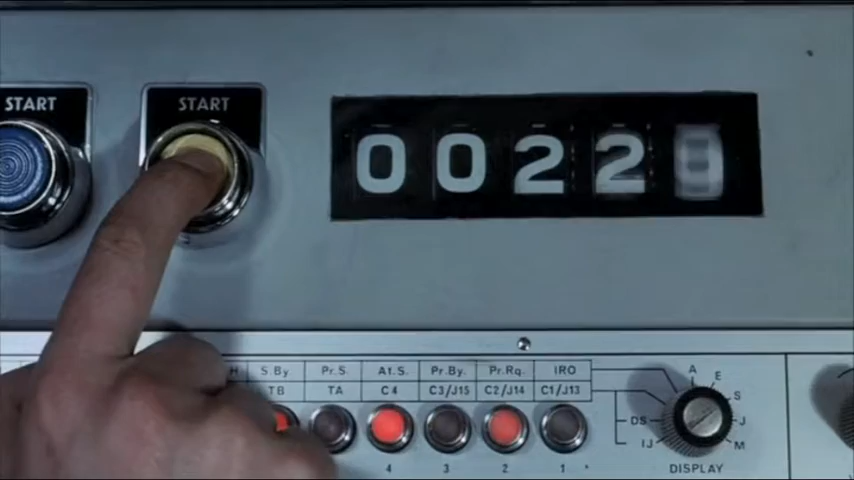 START START
0022
H S.By Pr.S. At.S. Pr.By. Pr.Rq. IRO
TB TA C4 C3/J15 C2/J14 C1/J13
A E
S
DS J
IJ M
4 3 2 1
DISPLAY